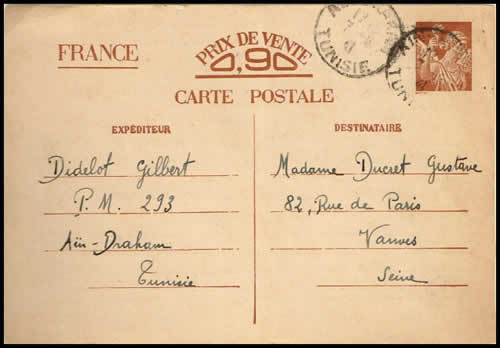 FRANCE
PRIX DE VENTE
0,90
CARTE POSTALE
TUNISIE
EXPÉDITEUR
Didelot Gilbert
P.M. 293
Aïn-Draham
Tunisie
DESTINATAIRE
Madame Ducret Gustave
82, Rue de Paris
Vanves
Seine